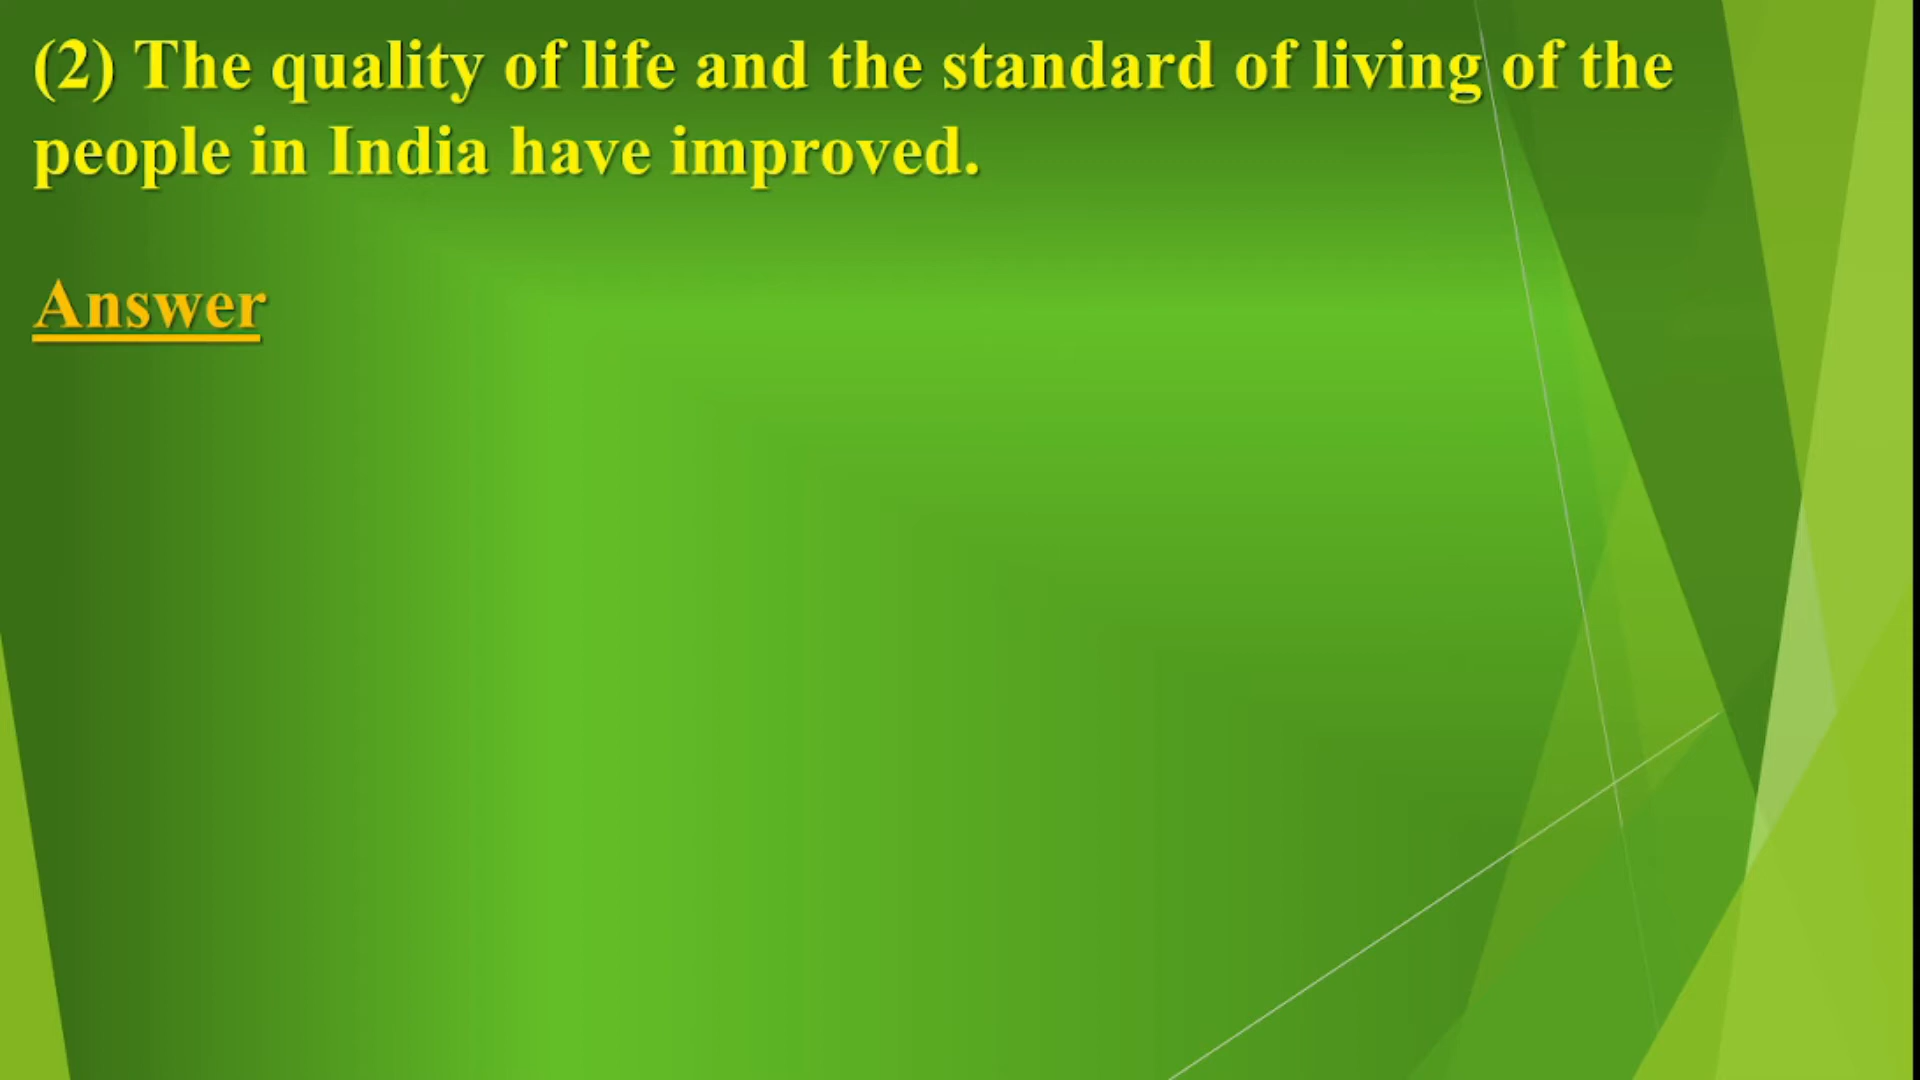 (2) The quality of life and the standard of living of the
people in India have improved.
Answer